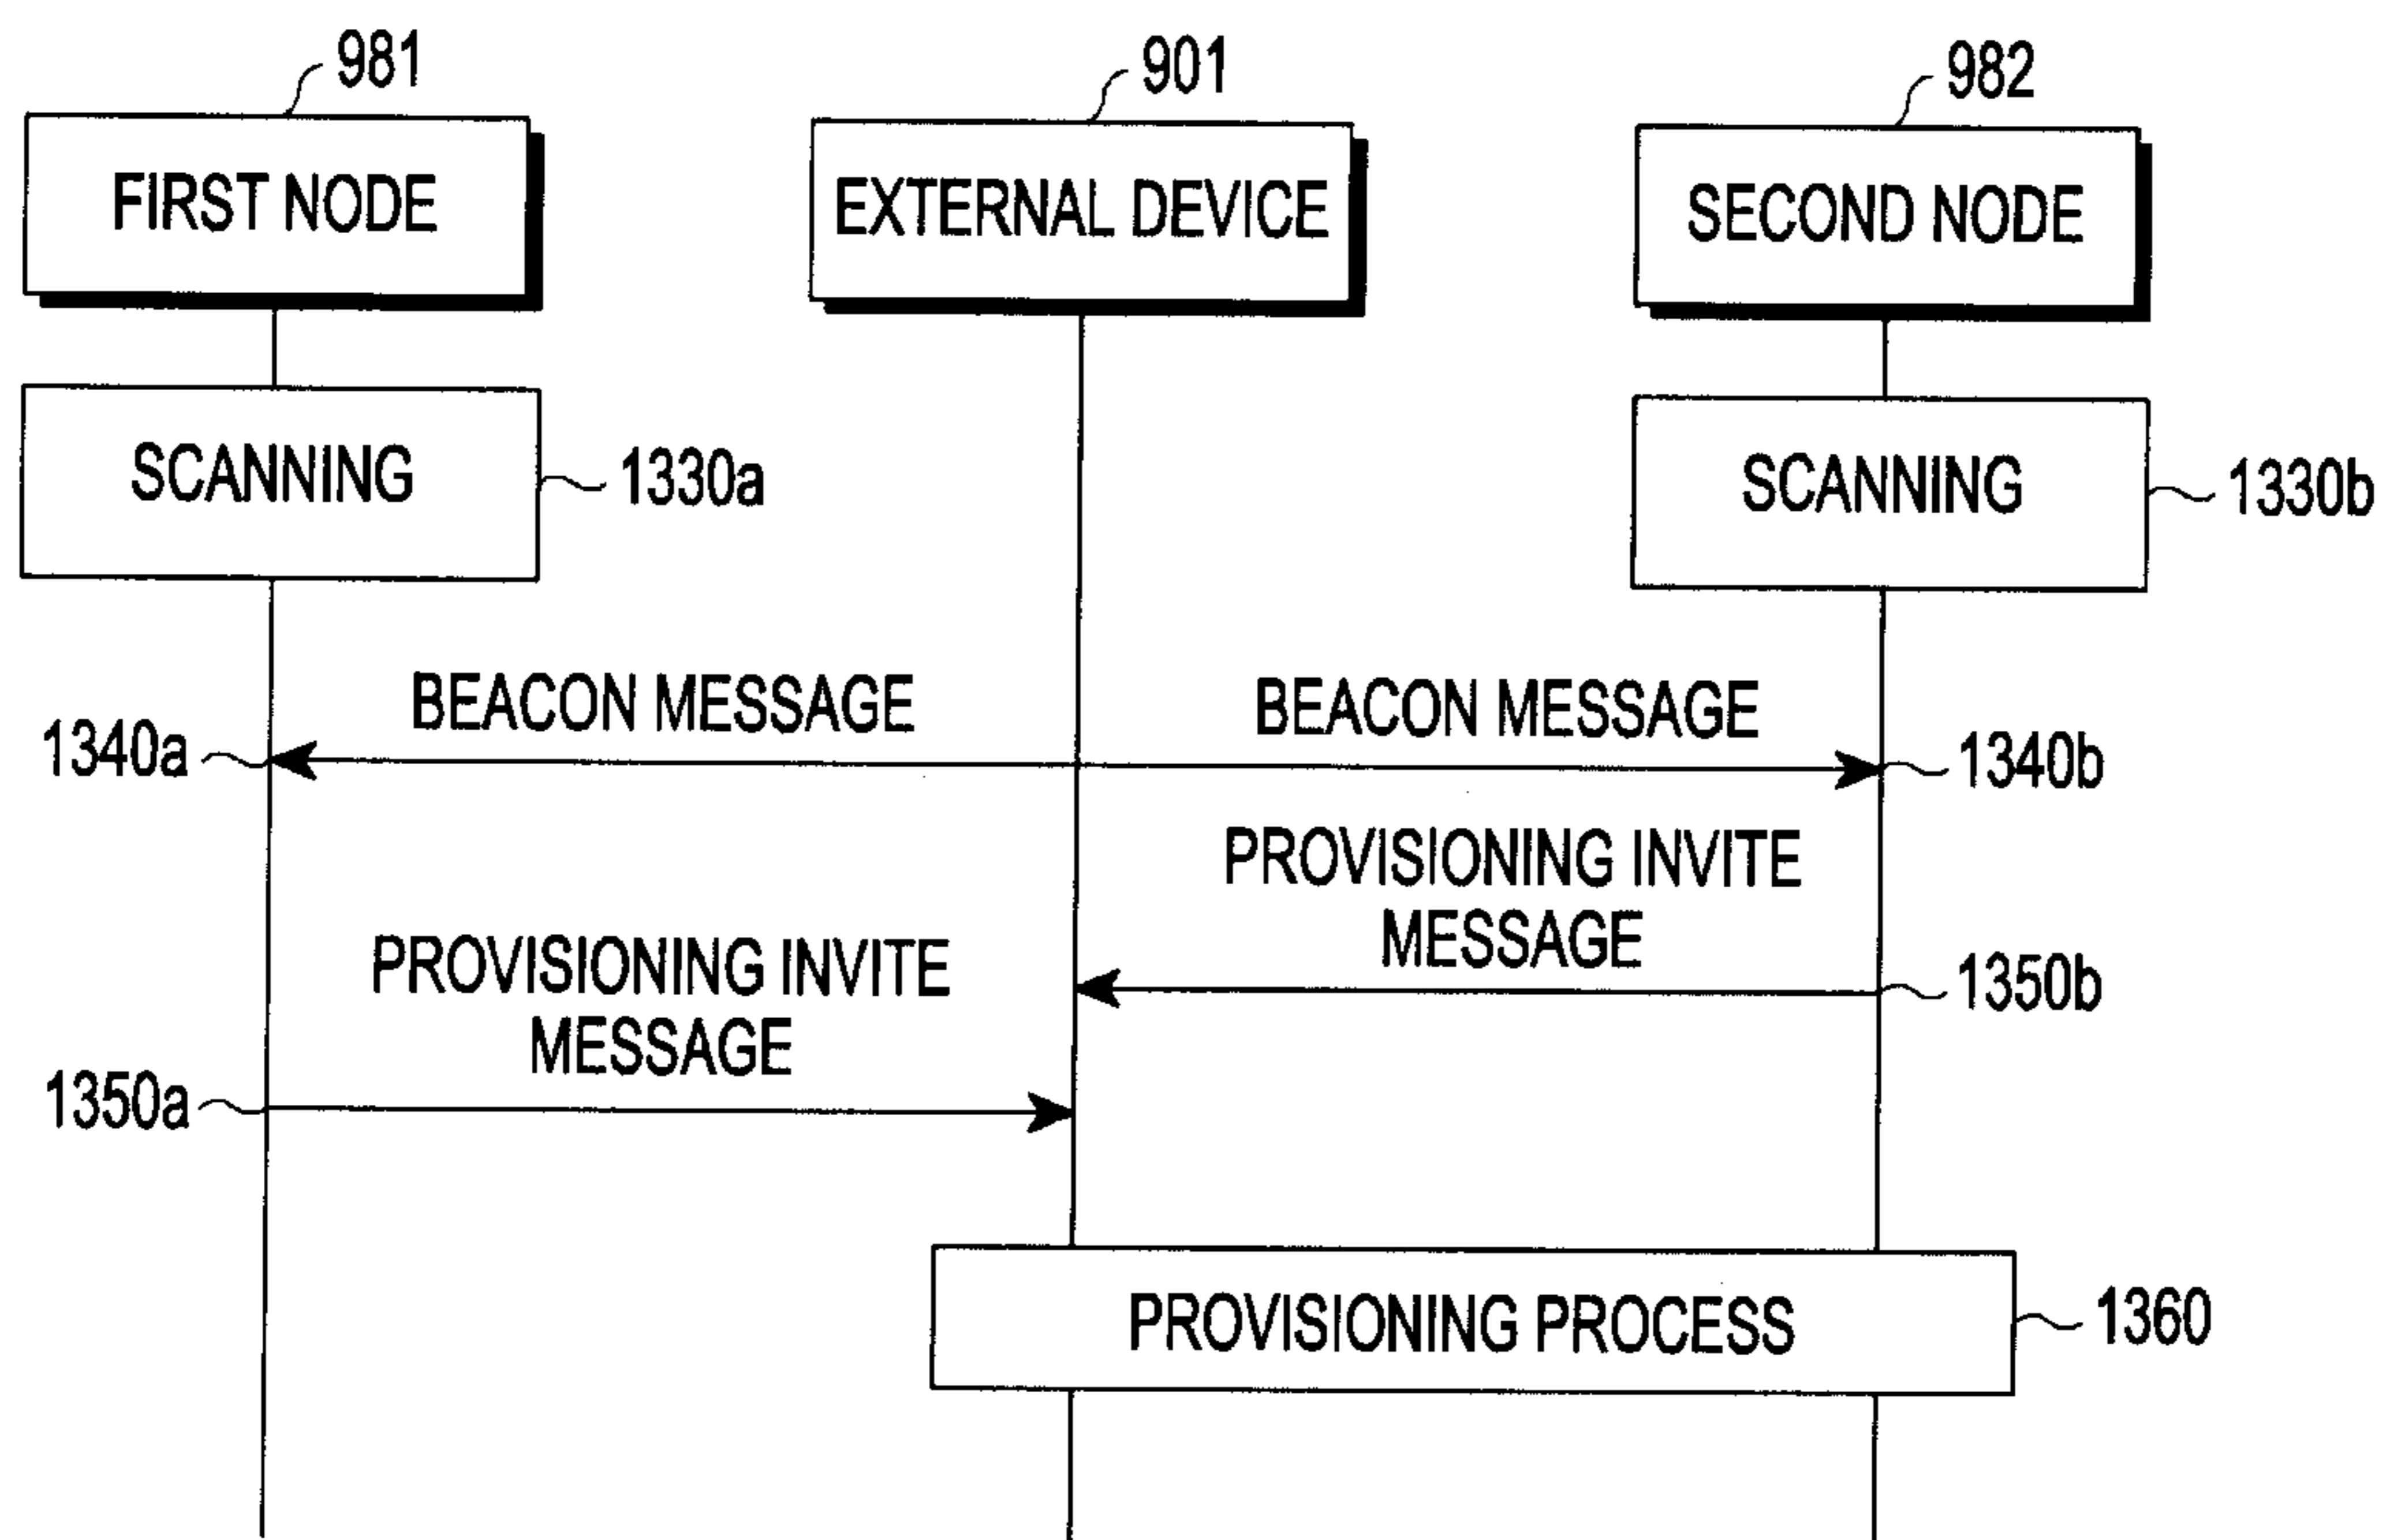 981
901
982
FIRST NODE
EXTERNAL DEVICE
SECOND NODE
SCANNING
1330a
SCANNING
1330b
BEACON MESSAGE
BEACON MESSAGE
1340a
1340b
PROVISIONING INVITE
MESSAGE
1350b
PROVISIONING INVITE
MESSAGE
1350a
PROVISIONING PROCESS
1360